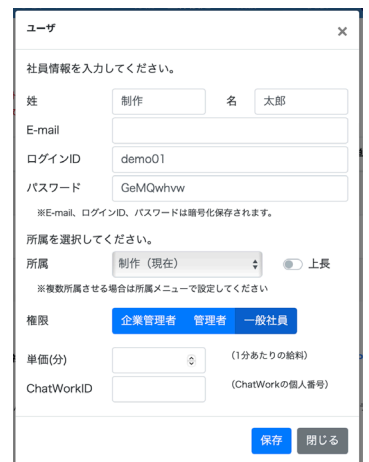 ユーザ ×
社員情報を入力してください。
姓 制作 名 太郎
E-mail
ログインID demo01
パスワード GeMQwhvw
※E-mail、ログインID、パスワードは暗号化保存されます。
所属を選択してください。
所属 制作（現在） 上長
※複数所属させる場合は所属メニューで設定してください
権限 企業管理者 管理者 一般社員
単価(分) (1分あたりの給料)
ChatWorkID (ChatWorkの個人番号)
保存 閉じる